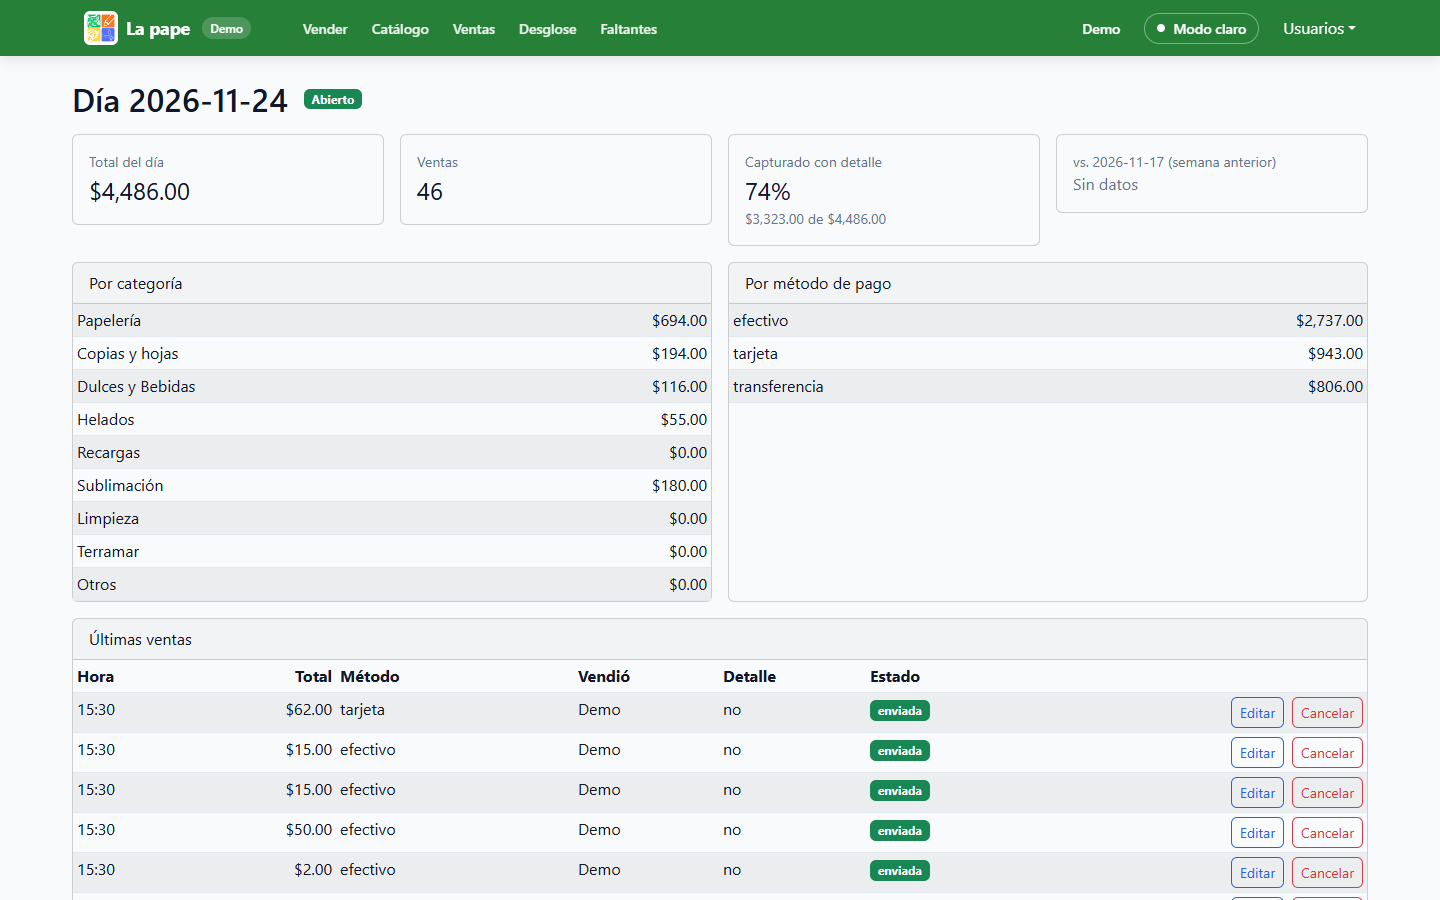 La pape Demo Vender Catálogo Ventas Desglose Faltantes Demo Modo claro Usuarios
Día 2026-11-24 Abierto
Total del día
$4,486.00
Ventas
46
Capturado con detalle
74%
$3,323.00 de $4,486.00
vs. 2026-11-17 (semana anterior)
Sin datos
Por categoría
Papelería $694.00
Copias y hojas $194.00
Dulces y Bebidas $116.00
Helados $55.00
Recargas $0.00
Sublimación $180.00
Limpieza $0.00
Terramar $0.00
Otros $0.00
Por método de pago
efectivo $2,737.00
tarjeta $943.00
transferencia $806.00
Últimas ventas
Hora Total Método Vendió Detalle Estado
15:30 $62.00 tarjeta Demo no enviada Editar Cancelar
15:30 $15.00 efectivo Demo no enviada Editar Cancelar
15:30 $15.00 efectivo Demo no enviada Editar Cancelar
15:30 $50.00 efectivo Demo no enviada Editar Cancelar
15:30 $2.00 efectivo Demo no enviada Editar Cancelar